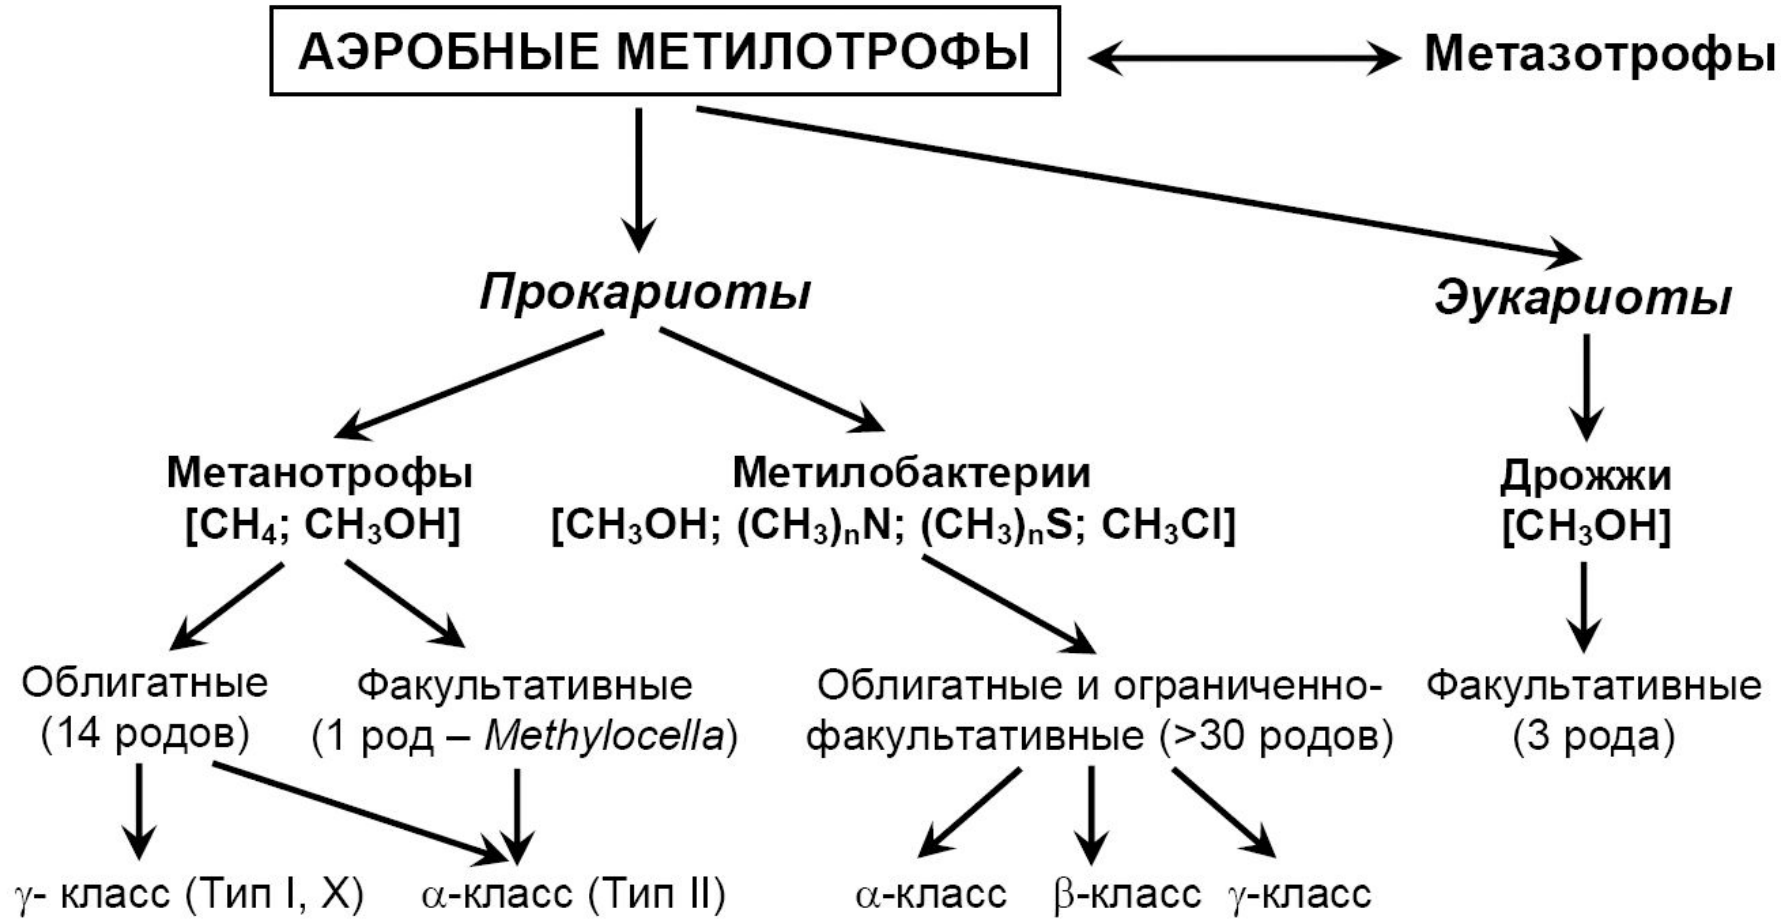 АЭРОБНЫЕ МЕТИЛОТРОФЫ
Метазотрофы
Прокариоты
Эукариоты
Метанотрофы
[CH₄; CH₃OH]
Метилобактерии
[CH₃OH; (CH₃)ₙN; (CH₃)ₙS; CH₃Cl]
Дрожжи
[CH₃OH]
Облигатные
(14 родов)
Факультативные
(1 род – Methylocella)
Облигатные и ограниченно-
факультативные (>30 родов)
Факультативные
(3 рода)
γ- класс (Тип I, X)
α-класс (Тип II)
α-класс
β-класс
γ-класс